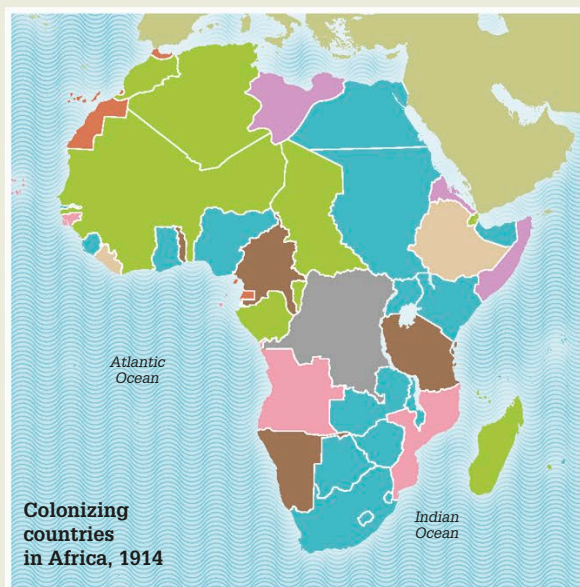 Atlantic
Ocean
Colonizing
countries
in Africa, 1914
Indian
Ocean